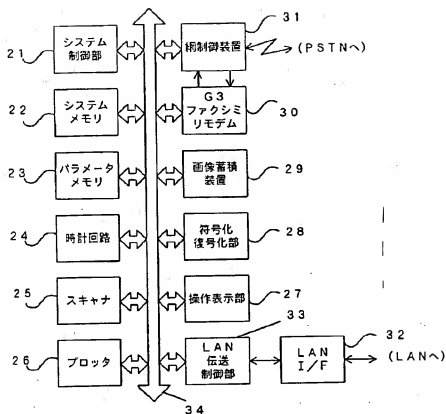 21
システム
制御部
網制御装置
31
(PSTNへ)
22
システム
メモリ
G3
ファクシミ
リモデム
30
23
パラメータ
メモリ
画像蓄積
装置
29
24
時計回路
符号化
復号化部
28
25
スキャナ
操作表示部
27
26
プロッタ
LAN
伝送
制御部
33
LAN
I/F
32
(LANへ)
34